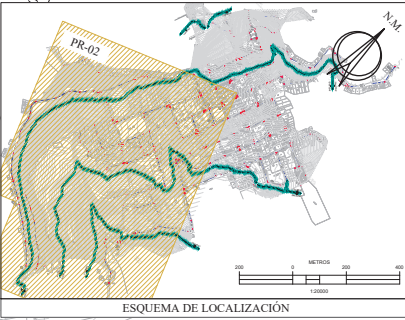 N.M.
PR-02
METROS
200 0 200 400
1:20000
ESQUEMA DE LOCALIZACIÓN